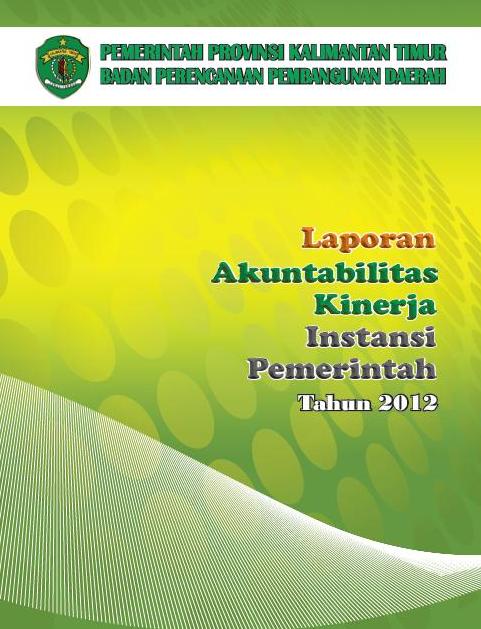 PEMERINTAH PROVINSI KALIMANTAN TIMUR
BADAN PERENCANAAN PEMBANGUNAN DAERAH
Laporan
Akuntabilitas
Kinerja
Instansi
Pemerintah
Tahun 2012